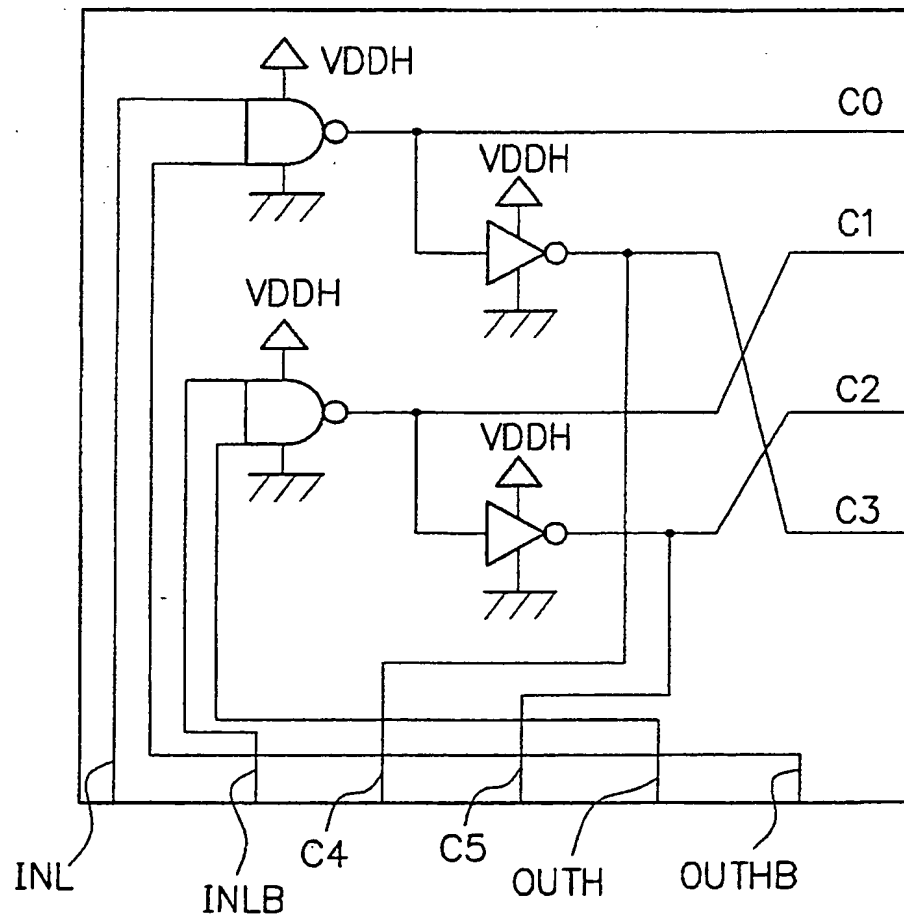 VDDH
C0
VDDH
C1
VDDH
C2
VDDH
C3
INL
INLB
C4
C5
OUTH
OUTHB